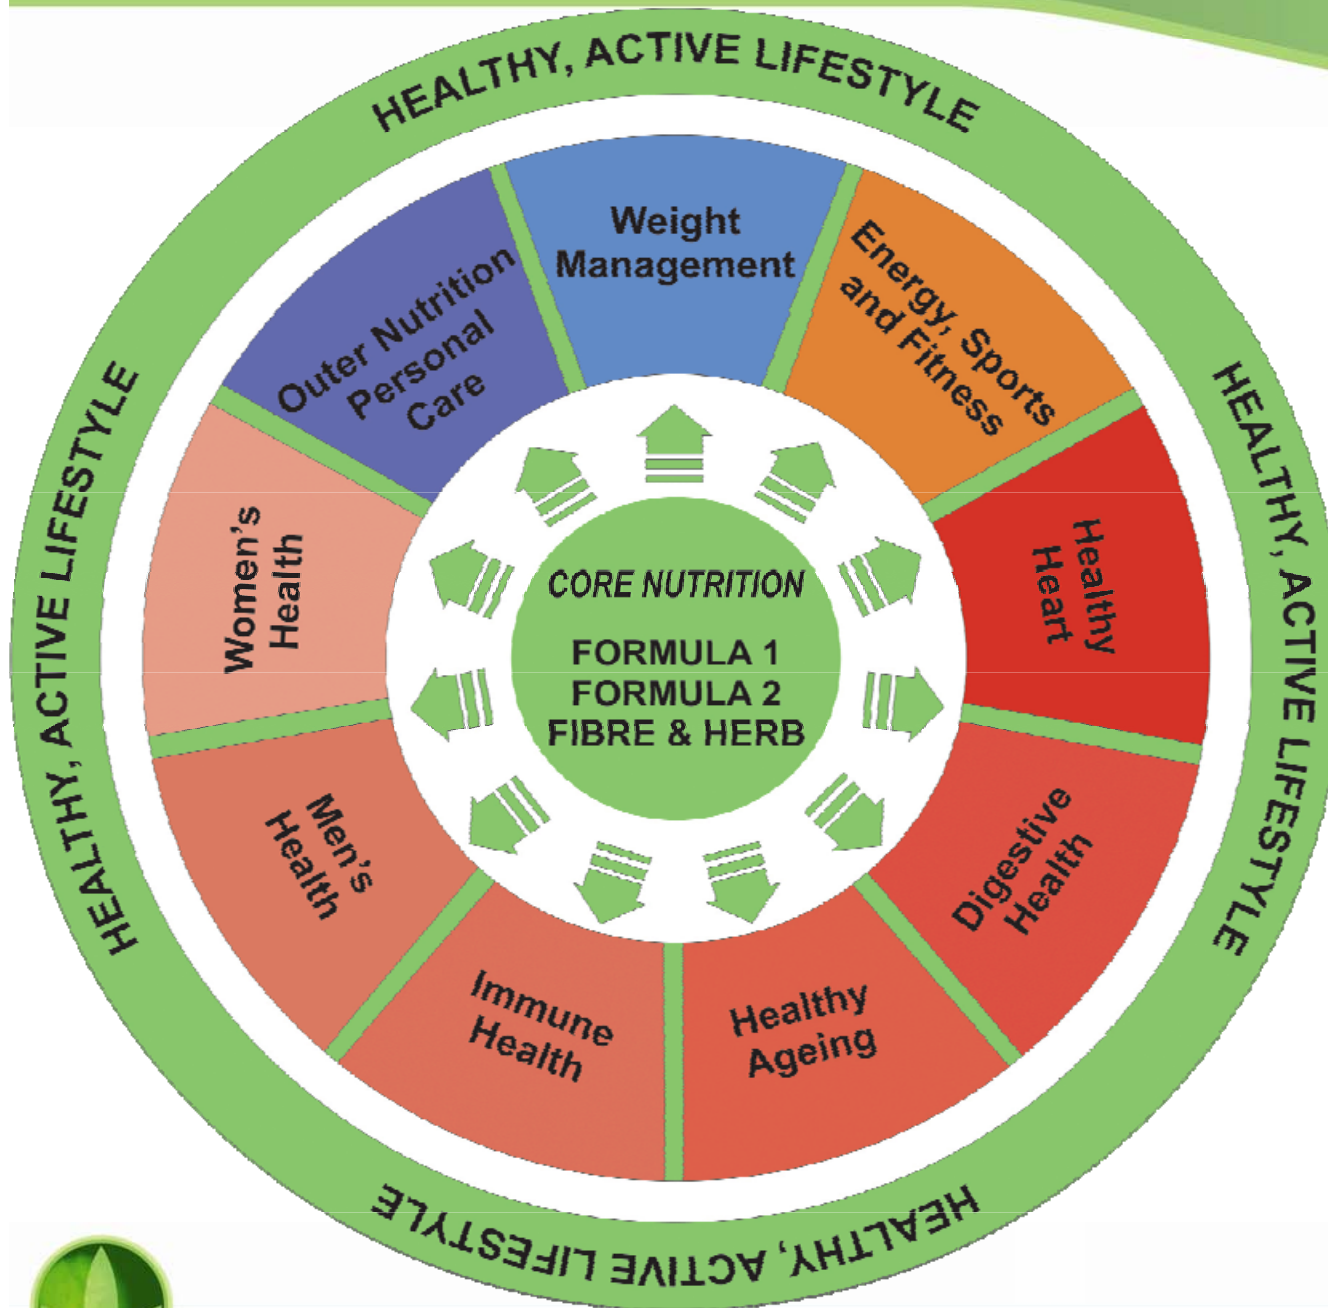 HEALTHY, ACTIVE LIFESTYLE
Weight
Management
Energy, Sports
and Fitness
Healthy
Heart
Digestive
Health
Healthy
Ageing
Immune
Health
Men's
Health
Women's
Health
Outer Nutrition
Personal
Care
CORE NUTRITION
FORMULA 1
FORMULA 2
FIBRE & HERB
HEALTHY, ACTIVE LIFESTYLE
HEALTHY, ACTIVE LIFESTYLE
HEALTHY, ACTIVE LIFESTYLE